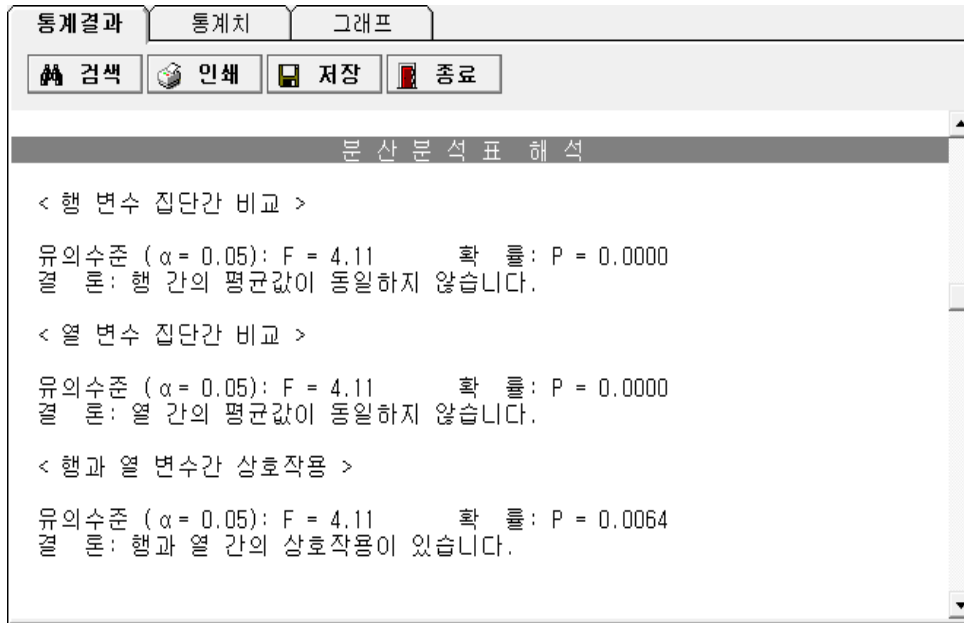 통계결과 통계치 그래프
검색 인쇄 저장 종료
분 산 분 석 표 해 석
< 행 변수 집단간 비교 >
유의수준 (α= 0.05): F = 4.11 확 률: P = 0.0000
결 론: 행 간의 평균값이 동일하지 않습니다.
< 열 변수 집단간 비교 >
유의수준 (α= 0.05): F = 4.11 확 률: P = 0.0000
결 론: 열 간의 평균값이 동일하지 않습니다.
< 행과 열 변수간 상호작용 >
유의수준 (α= 0.05): F = 4.11 확 률: P = 0.0064
결 론: 행과 열 간의 상호작용이 있습니다.